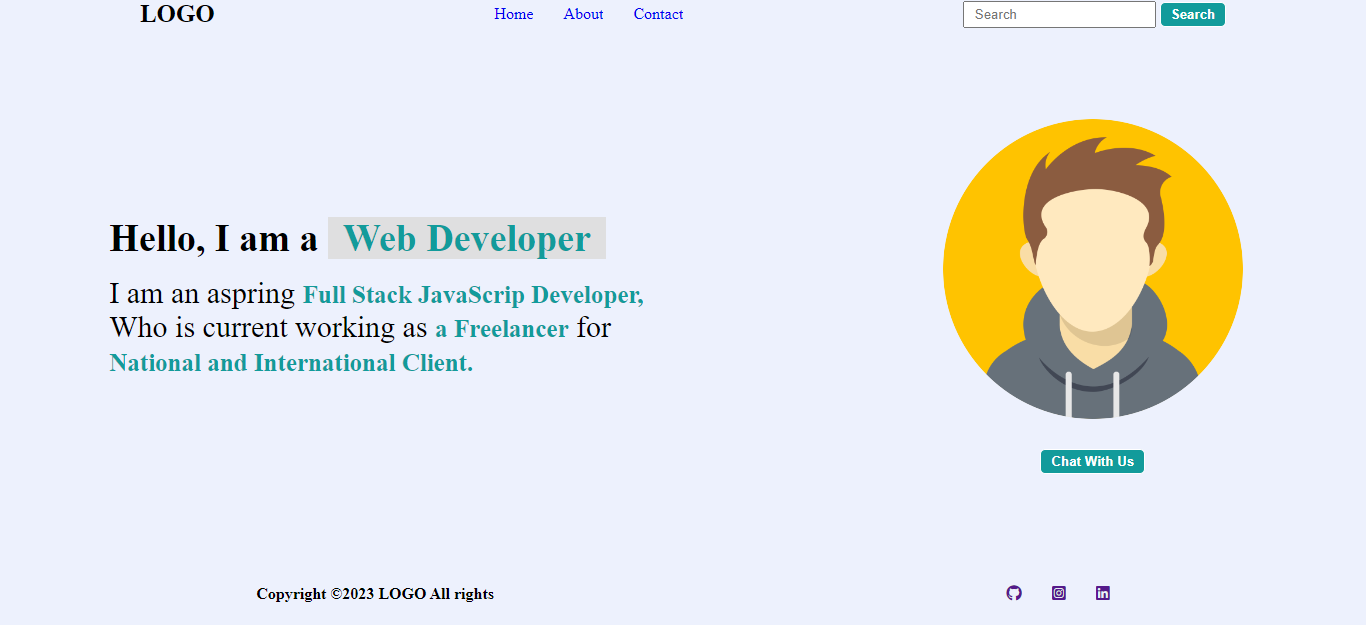 LOGO
Home About Contact
Search Search
Hello, I am a Web Developer
I am an aspring Full Stack JavaScrip Developer,
Who is current working as a Freelancer for
National and International Client.
Chat With Us
Copyright ©2023 LOGO All rights
in